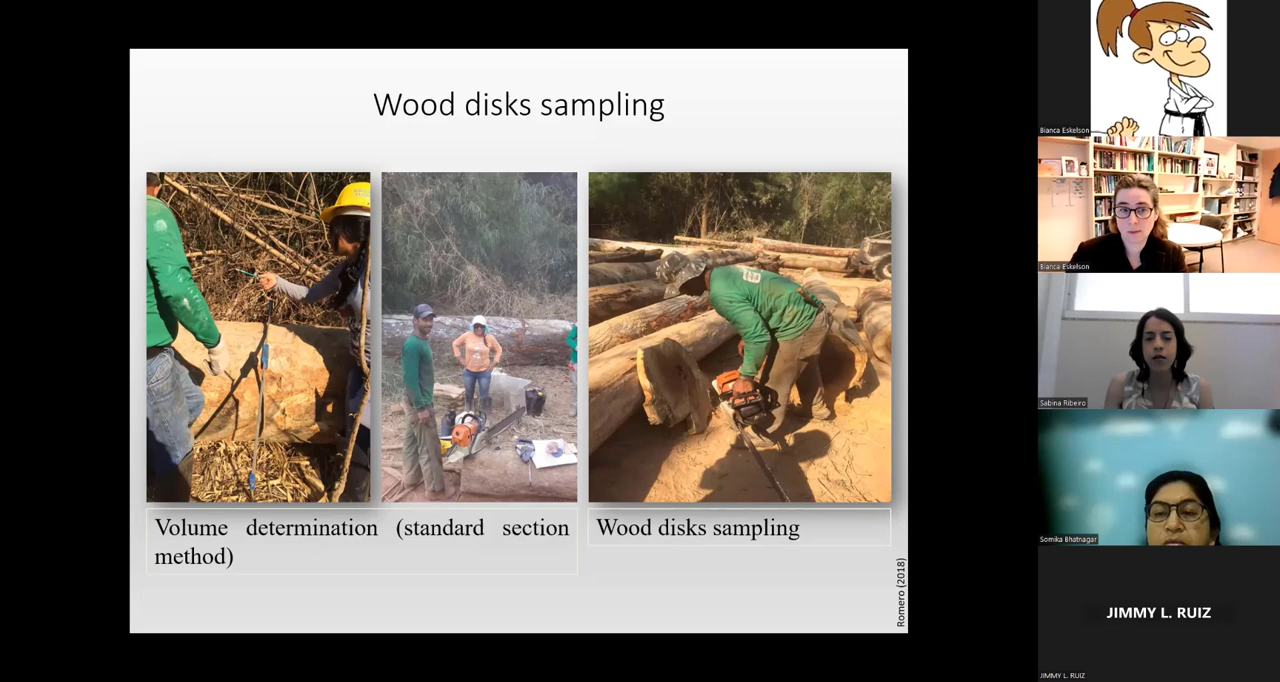 Wood disks sampling
Volume determination (standard section
method)
Wood disks sampling
Romero (2018)
Bianca Eskelson
Bianca Eskelson
Sabina Ribeiro
Somika Bhatnagar
JIMMY L. RUIZ
JIMMY L. RUIZ